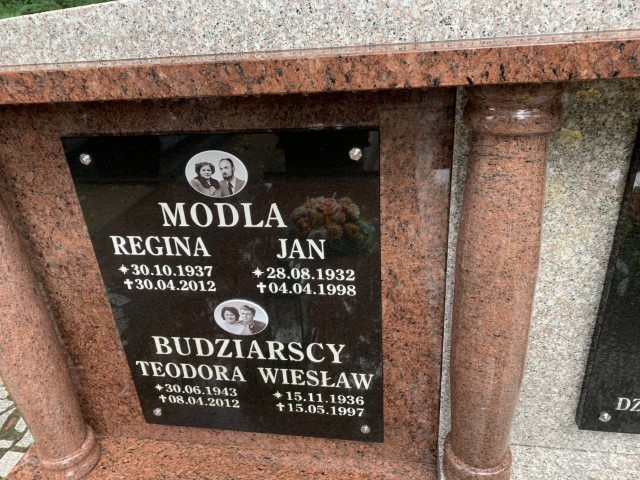 MODLA
REGINA JAN
✴30.10.1937 ✴28.08.1932
✝30.04.2012 ✝04.04.1998
BUDZIARSCY
TEODORA WIESŁAW
✴30.06.1943 ✴15.11.1936
✝08.04.2012 ✝15.05.1997